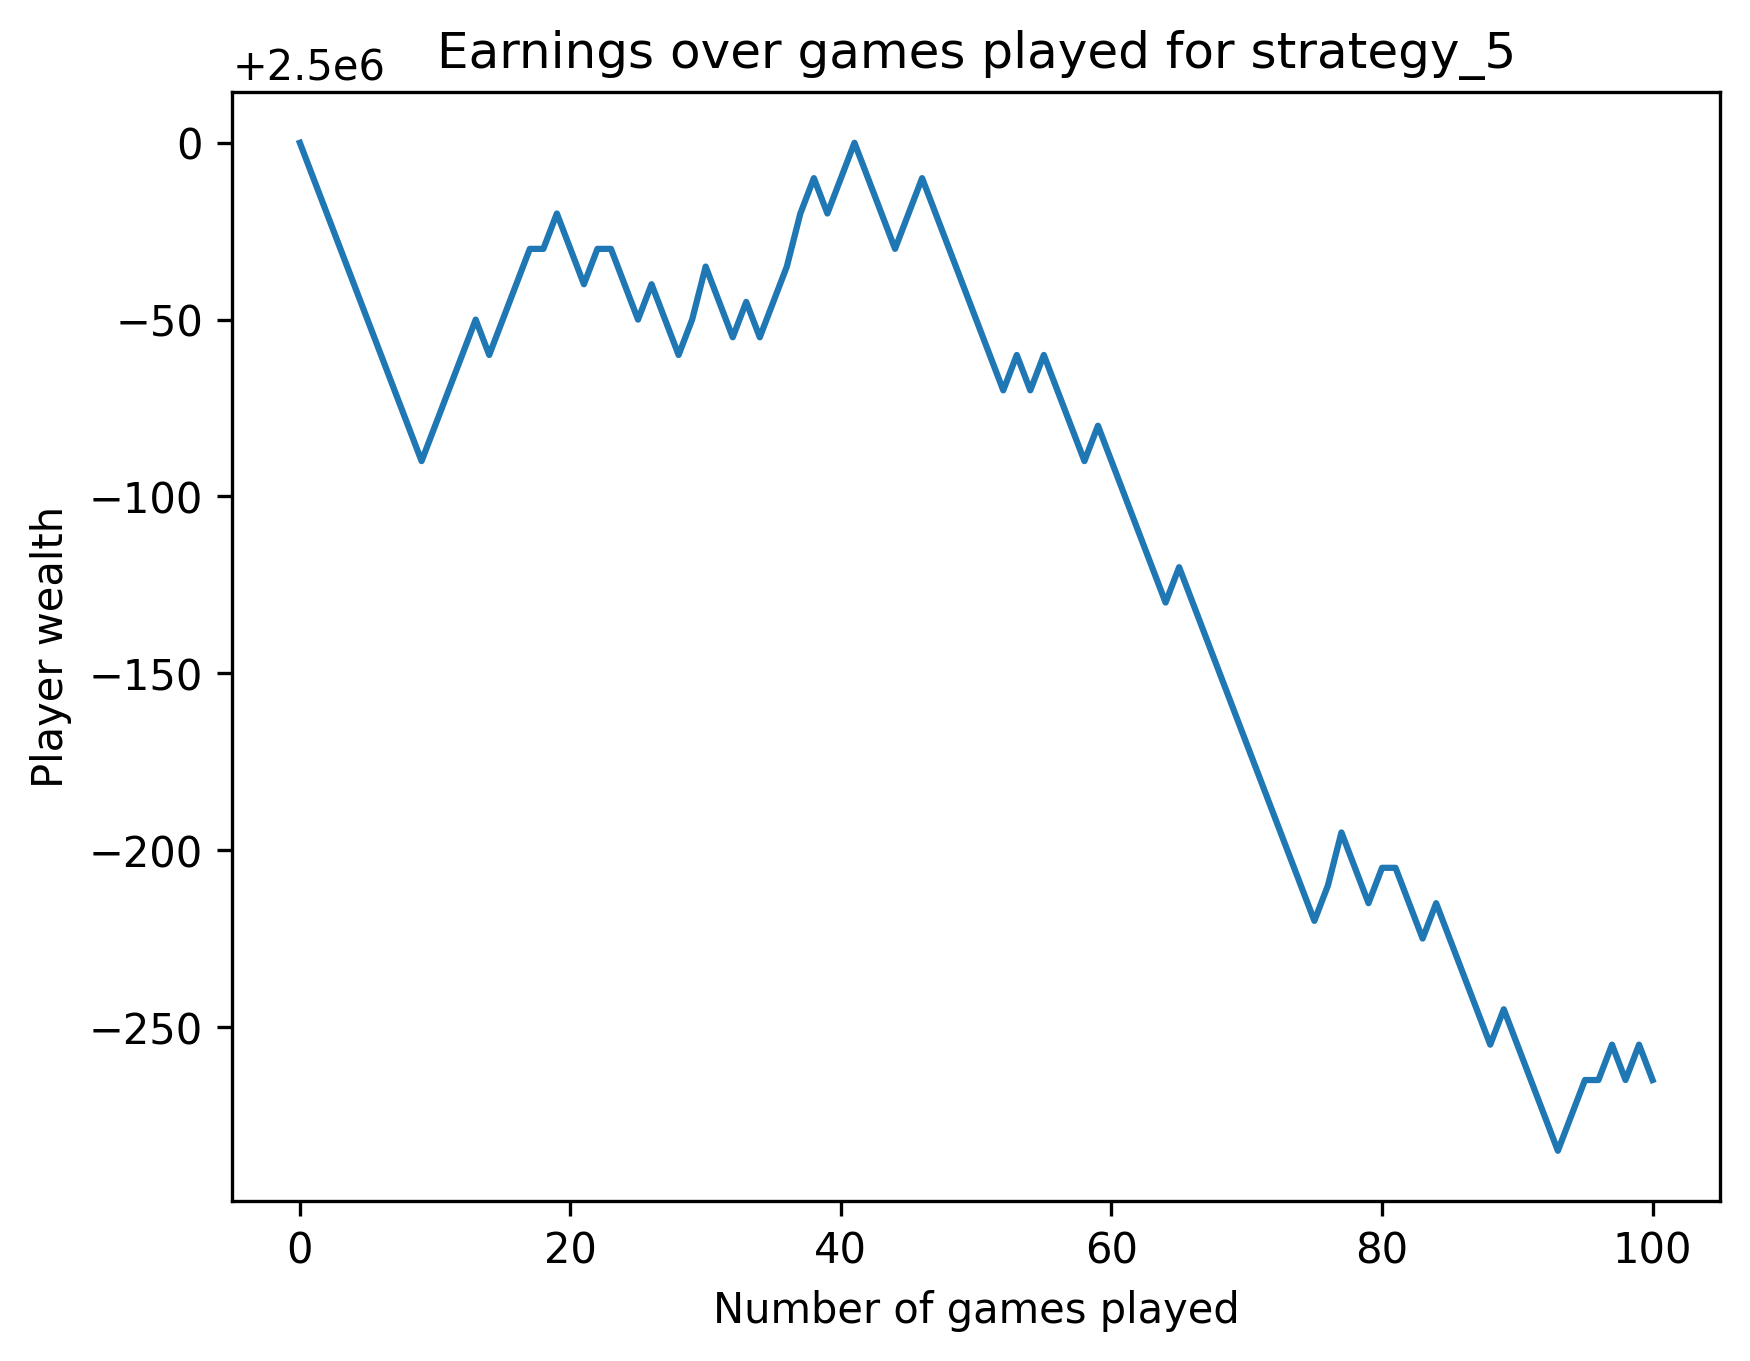 Earnings over games played for strategy_5
+2.5e6
0
−50
−100
−150
−200
−250
Player wealth
0 20 40 60 80 100
Number of games played